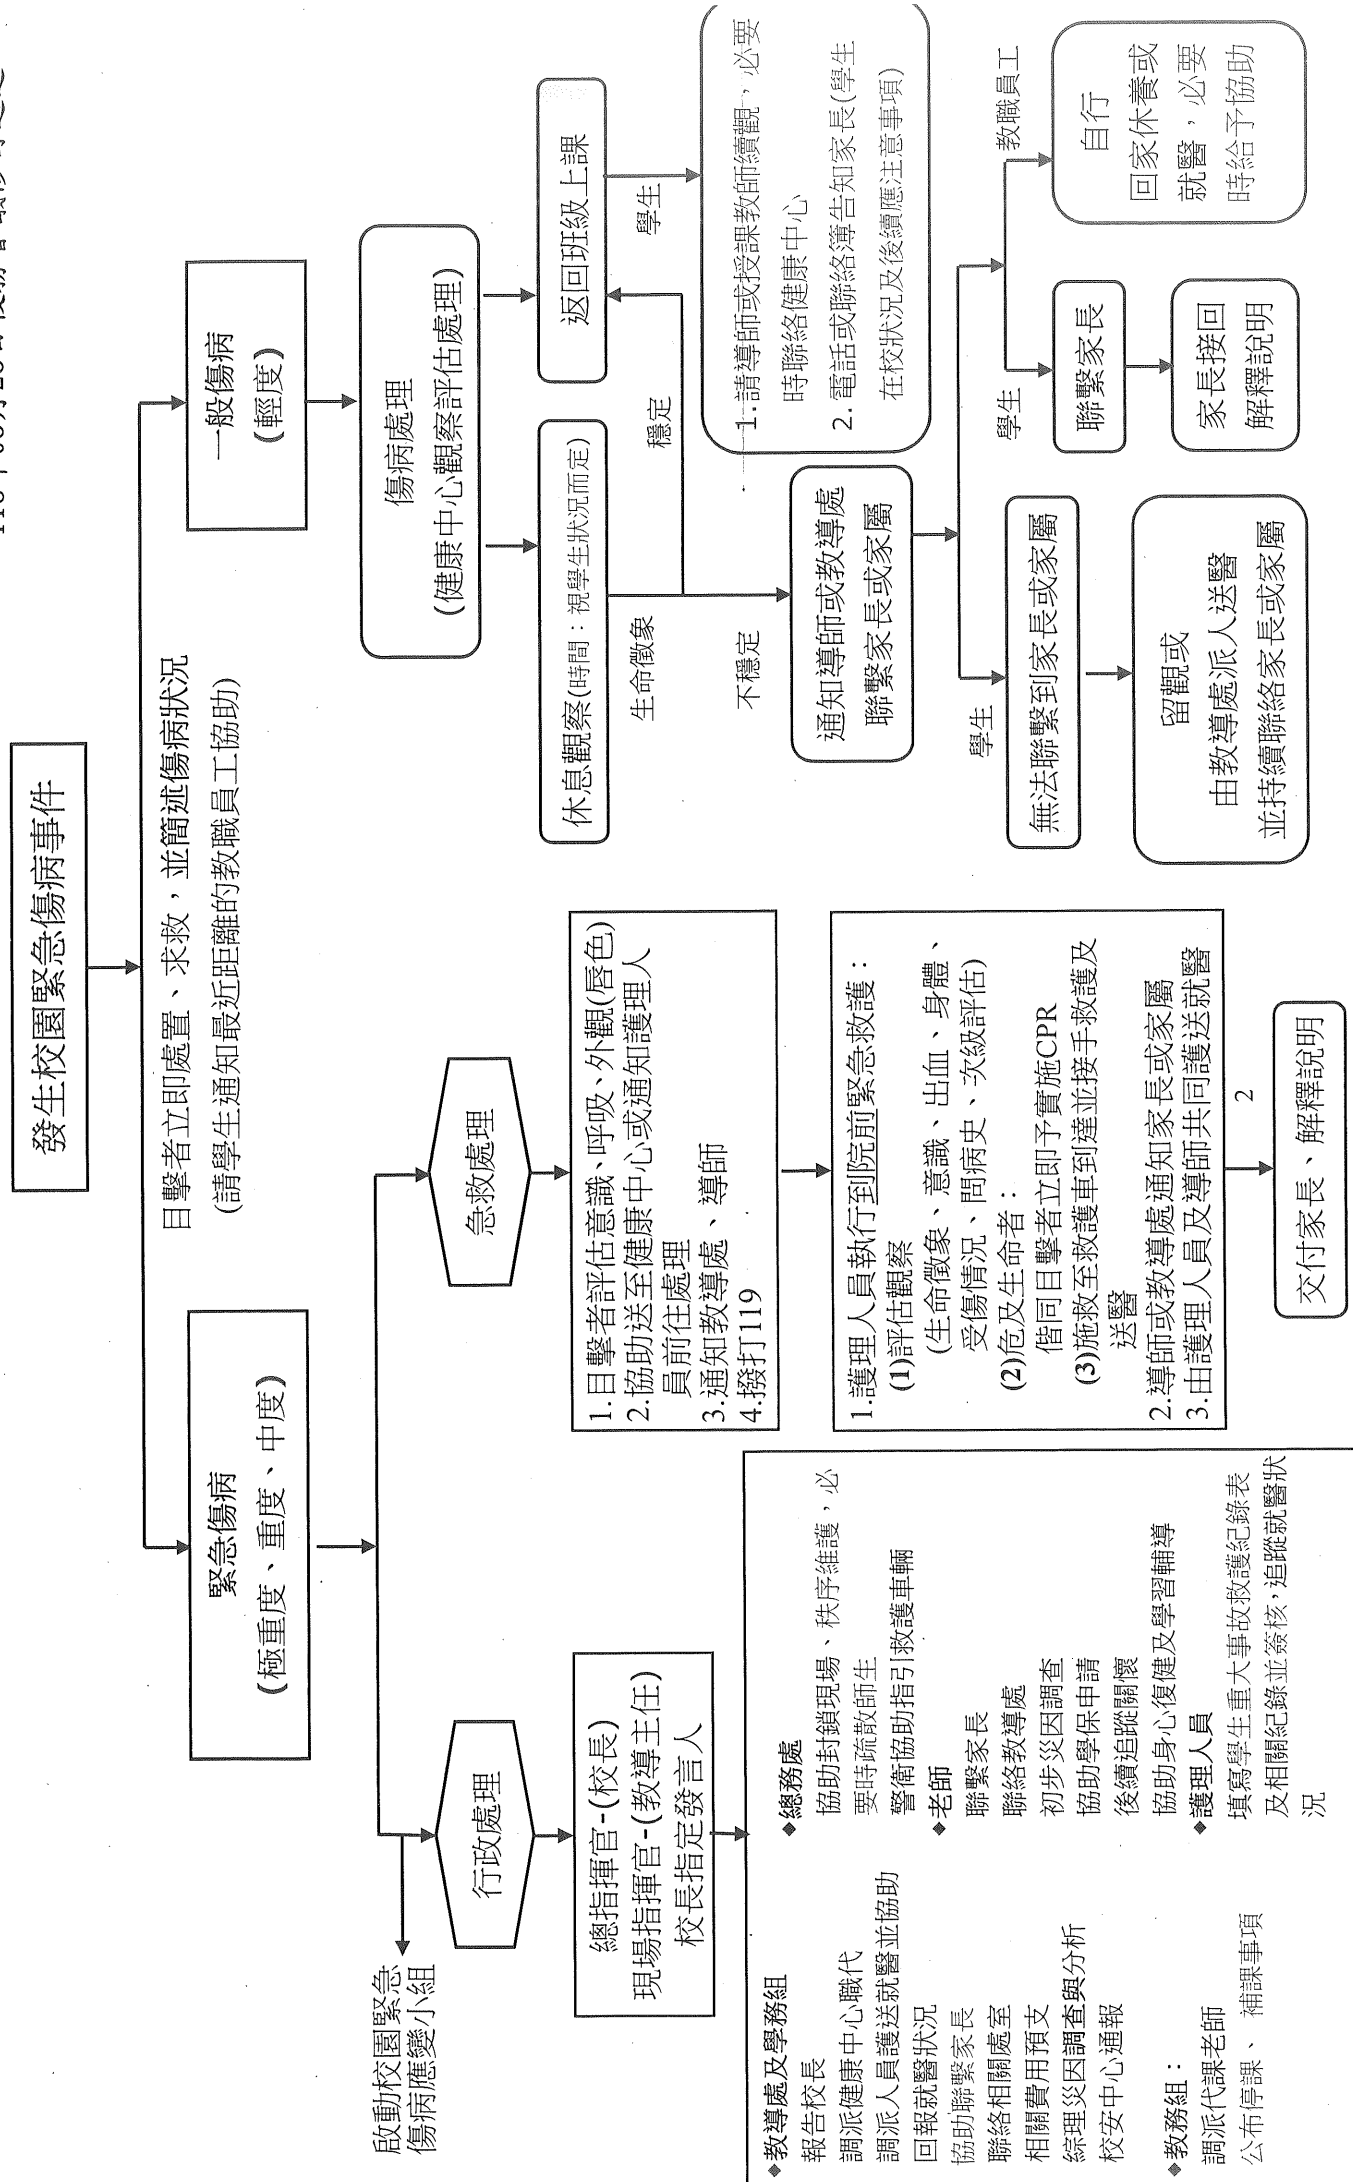 發生校園緊急傷病事件
目擊者立即處置、求救，並簡述傷病狀況
(請學生通知最近距離的教職員工協助)
緊急傷病
(極重度、重度、中度)
啟動校園緊急
傷病應變小組
行政處理
總指揮官-(校長)
現場指揮官-(教導主任)
校長指定發言人
◆教導處及學務組
報告校長
調派健康中心職代
調派人員護送就醫並協助
回報就醫狀況
協助聯繫家長
聯絡相關處室
相關費用預支
綜理災因調查與分析
校安中心通報
◆教務組：
調派代課老師
公布停課、補課事項
◆總務處
協助封鎖現場、秩序維護，必
要時疏散師生
警衛協助指引救護車輛
◆老師
聯繫家長
聯絡教導處
初步災因調查
協助學保申請
後續追蹤關懷
協助身心復健及學習輔導
◆護理人員
填寫學生重大事故救護紀錄表
及相關紀錄並簽核，追蹤就醫狀
況
急救處理
1.目擊者評估意識、呼吸、外觀(唇色)
2.協助送至健康中心或通知護理人
員前往處理
3.通知教導處、導師
4.撥打119
1.護理人員執行到院前緊急救護：
(1)評估觀察
(生命徵象、意識、出血、身體、
受傷情況、問病史、次級評估)
(2)危及生命者：
偕同目擊者立即予實施CPR
(3)施救至救護車到達並接手救護及
送醫
2.導師或教導處通知家長或家屬
3.由護理人員及導師共同護送就醫
2
交付家長、解釋說明
一般傷病
(輕度)
傷病處理
(健康中心觀察評估處理)
休息觀察(時間：視學生狀況而定)
返回班級上課
生命徵象
穩定
不穩定
學生
1.請導師或授課教師續觀、必要
時聯絡健康中心
2.電話或聯絡簿告知家長(學生
在校狀況及後續應注意事項)
通知導師或教導處
聯繫家長或家屬
學生
無法聯繫到家長或家屬
留觀或
由教導處派人送醫
並持續聯絡家長或家屬
學生
聯繫家長
家長接回
解釋說明
教職員工
自行
回家休養或
就醫，必要
時給予協助